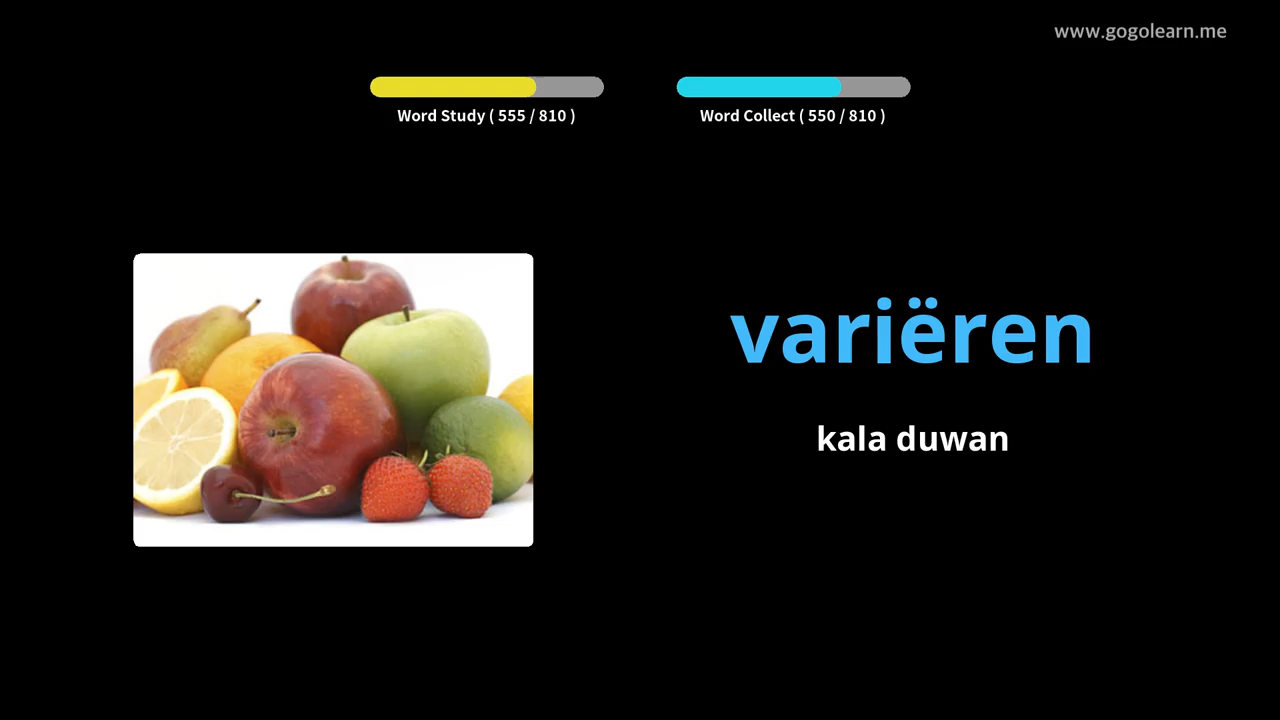 www.gogolearn.me
Word Study ( 555 / 810 )
Word Collect ( 550 / 810 )
variëren
kala duwan